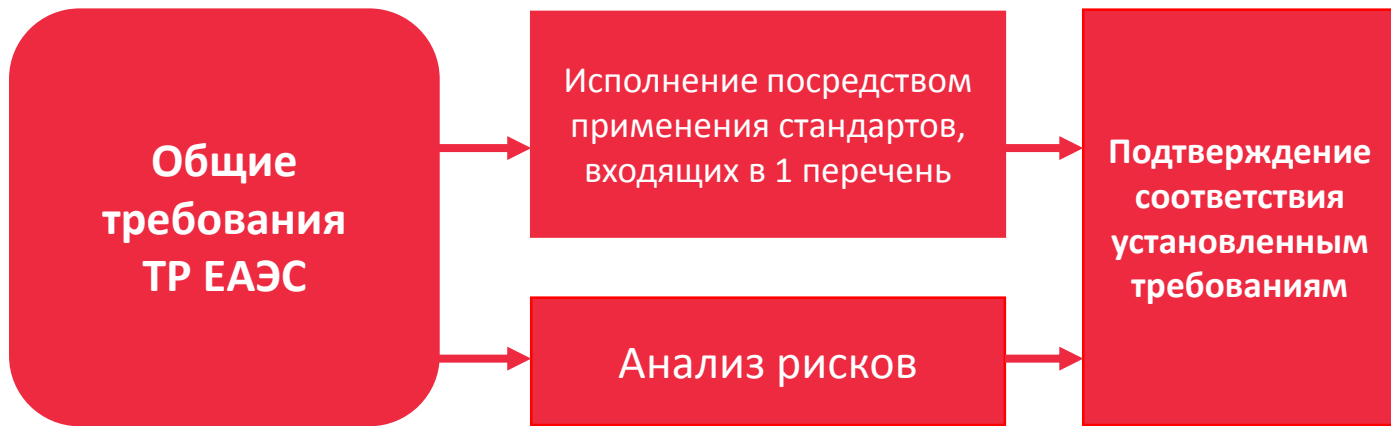 Общие
требования
ТР ЕАЭС
Исполнение посредством
применения стандартов,
входящих в 1 перечень
Анализ рисков
Подтверждение
соответствия
установленным
требованиям